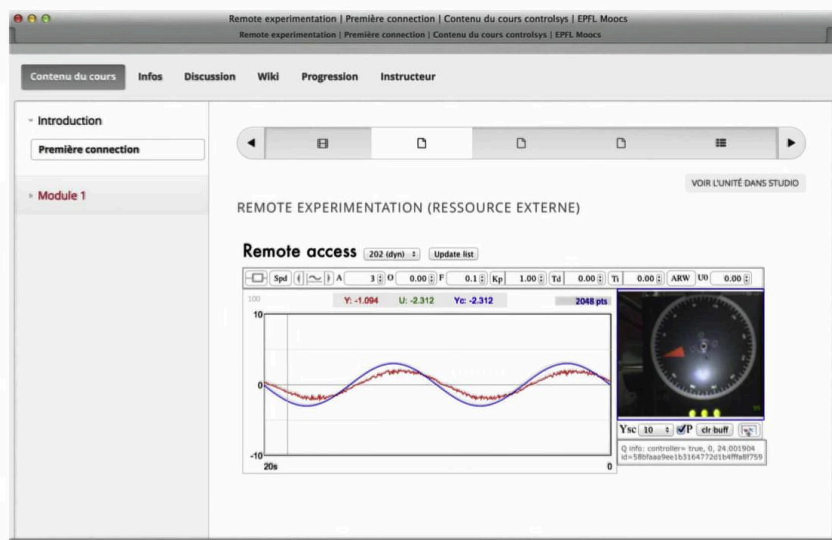 Remote experimentation | Première connection | Contenu du cours controlsys | EPFL Moocs
Remote experimentation | Première connection | Contenu du cours controlsys | EPFL Moocs
Contenu du cours Infos Discussion Wiki Progression Instructeur
Introduction
Première connection
Module 1
VOIR L'UNITÉ DANS STUDIO
REMOTE EXPERIMENTATION (RESSOURCE EXTERNE)
Remote access 202 (dyn) Update list
Spd A 3 O 0.00 F 0.1 Kp 1.00 Td 0.00 Ti 0.00 ARW U0 0.00
100 Y: -1.094 U: -2.312 Yc: -2.312 2048 pts
10
0
-10
20s 0
Ysc 10 P clr buff
Q info: controller= true, 0, 24.001904